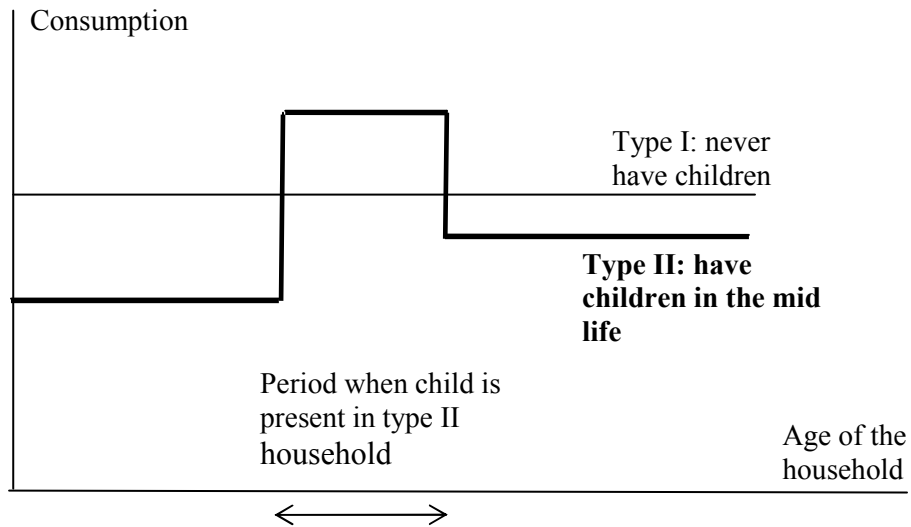 Consumption
Type I: never
have children
Type II: have
children in the mid
life
Period when child is
present in type II
household
Age of the
household